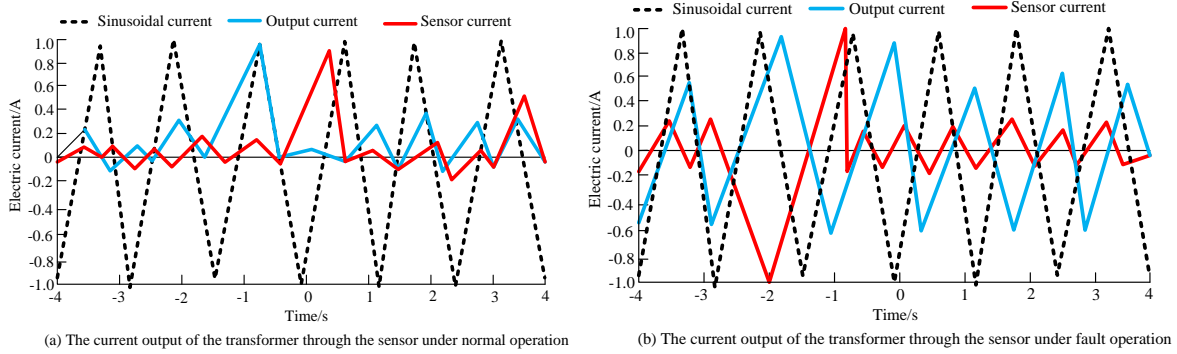 Sinusoidal current Output current Sensor current
Electric current/A
1.0
0.8
0.6
0.4
0.2
0
-0.2
-0.4
-0.6
-0.8
-1.0
-4 -3 -2 -1 0 1 2 3 4
Time/s
(a) The current output of the transformer through the sensor under normal operation
Sinusoidal current Output current Sensor current
Electric current/A
1.0
0.8
0.6
0.4
0.2
0
-0.2
-0.4
-0.6
-0.8
-1.0
-4 -3 -2 -1 0 1 2 3 4
Time/s
(b) The current output of the transformer through the sensor under fault operation